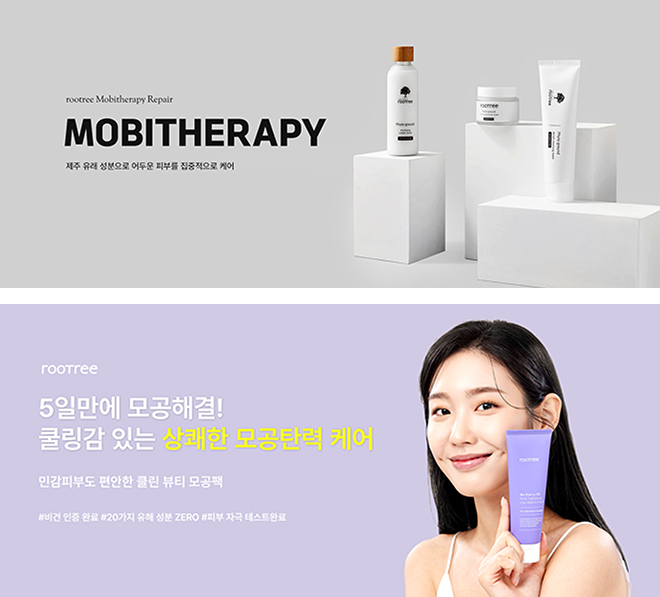 rootree Mobitherapy Repair
MOBITHERAPY
제주 유래 성분으로 어두운 피부를 집중적으로 케어
rooTree
rooTree
rooTree
rooTree
5일만에 모공해결!
쿨링감 있는 상쾌한 모공탄력 케어
민감피부도 편안한 클린 뷰티 모공팩
#비건 인증 완료 #20가지 유해 성분 ZERO #피부 자극 테스트완료
rooTree